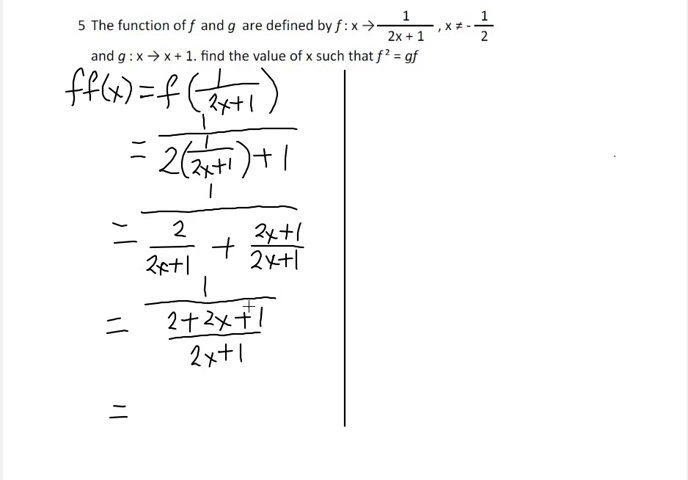 5 The function of f and g are defined by f : x → 1/(2x + 1) , x ≠ - 1/2
and g : x → x + 1. find the value of x such that f² = gf
ff(x) = f(1/(2x+1))
= 1/(2(1/(2x+1)) + 1)
= 1/(2/(2x+1) + (2x+1)/(2x+1))
= 1/((2+2x+1)/(2x+1))
=